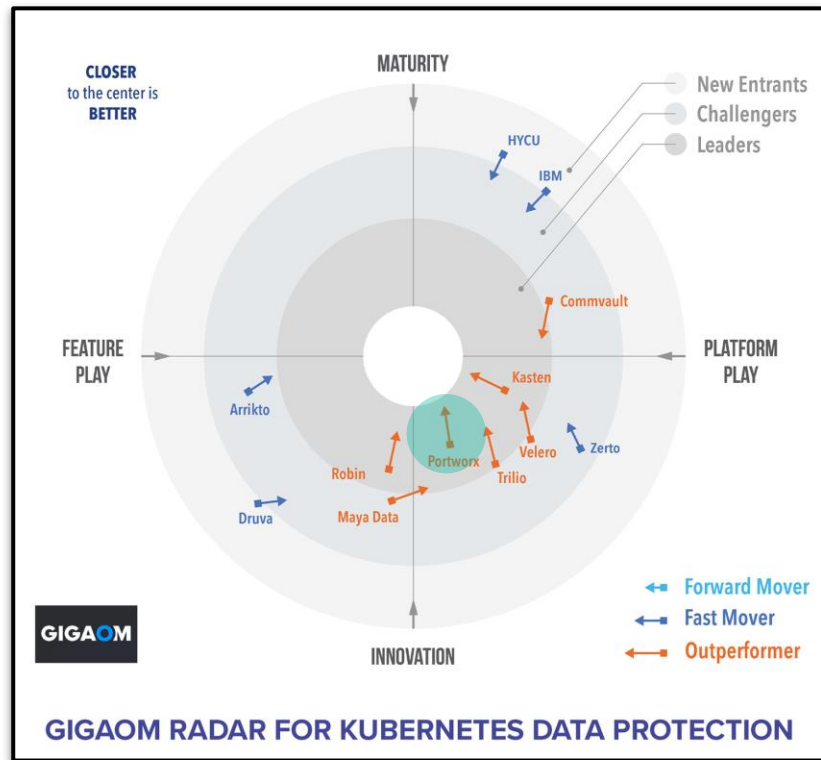 CLOSER
to the center is
BETTER
MATURITY
New Entrants
Challengers
Leaders
HYCU
IBM
Commvault
FEATURE
PLAY
PLATFORM
PLAY
Kasten
Arrikto
Portworx
Velero
Zerto
Robin
Trilio
Druva
Maya Data
Forward Mover
Fast Mover
Outperformer
GIGAOM
INNOVATION
GIGAOM RADAR FOR KUBERNETES DATA PROTECTION